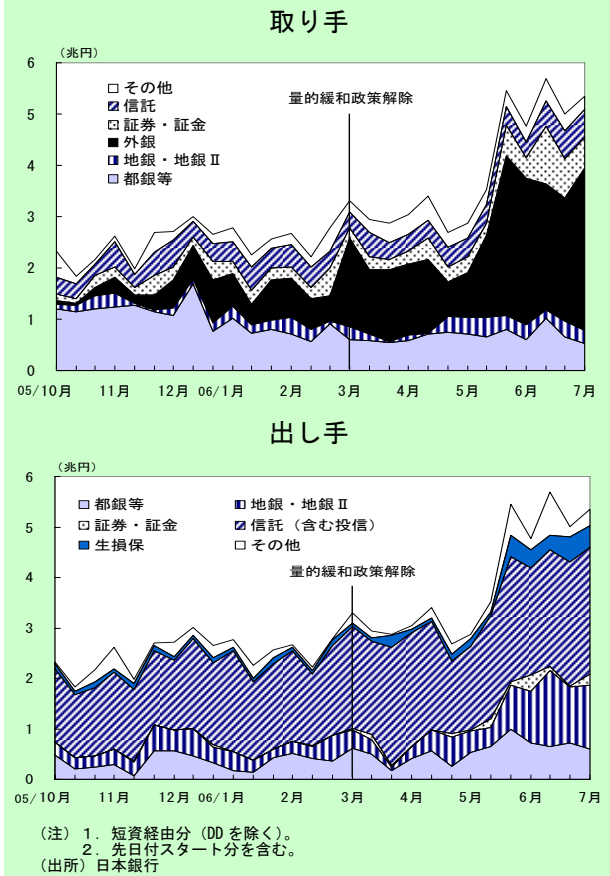 取り手
（兆円）
6
5
4
3
2
1
0
その他
信託
証券・証金
外銀
地銀・地銀Ⅱ
都銀等
量的緩和政策解除
05/10月 11月 12月 06/1月 2月 3月 4月 5月 6月 7月
出し手
（兆円）
6
5
4
3
2
1
0
都銀等 地銀・地銀Ⅱ
証券・証金 信託（含む投信）
生損保 その他
量的緩和政策解除
05/10月 11月 12月 06/1月 2月 3月 4月 5月 6月 7月
（注）１．短資経由分（DDを除く）。
２．先日付スタート分を含む。
（出所）日本銀行